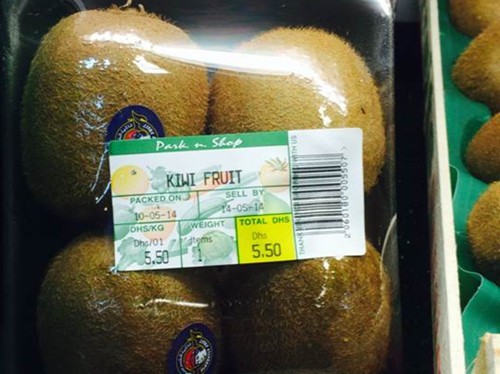 Park n Shop
KIWI FRUIT
PACKED ON SELL BY
10-05-14 14-05-14
DHS/KG WEIGHT TOTAL DHS
Dhs/01 Items Dhs
5.50 1 5.50